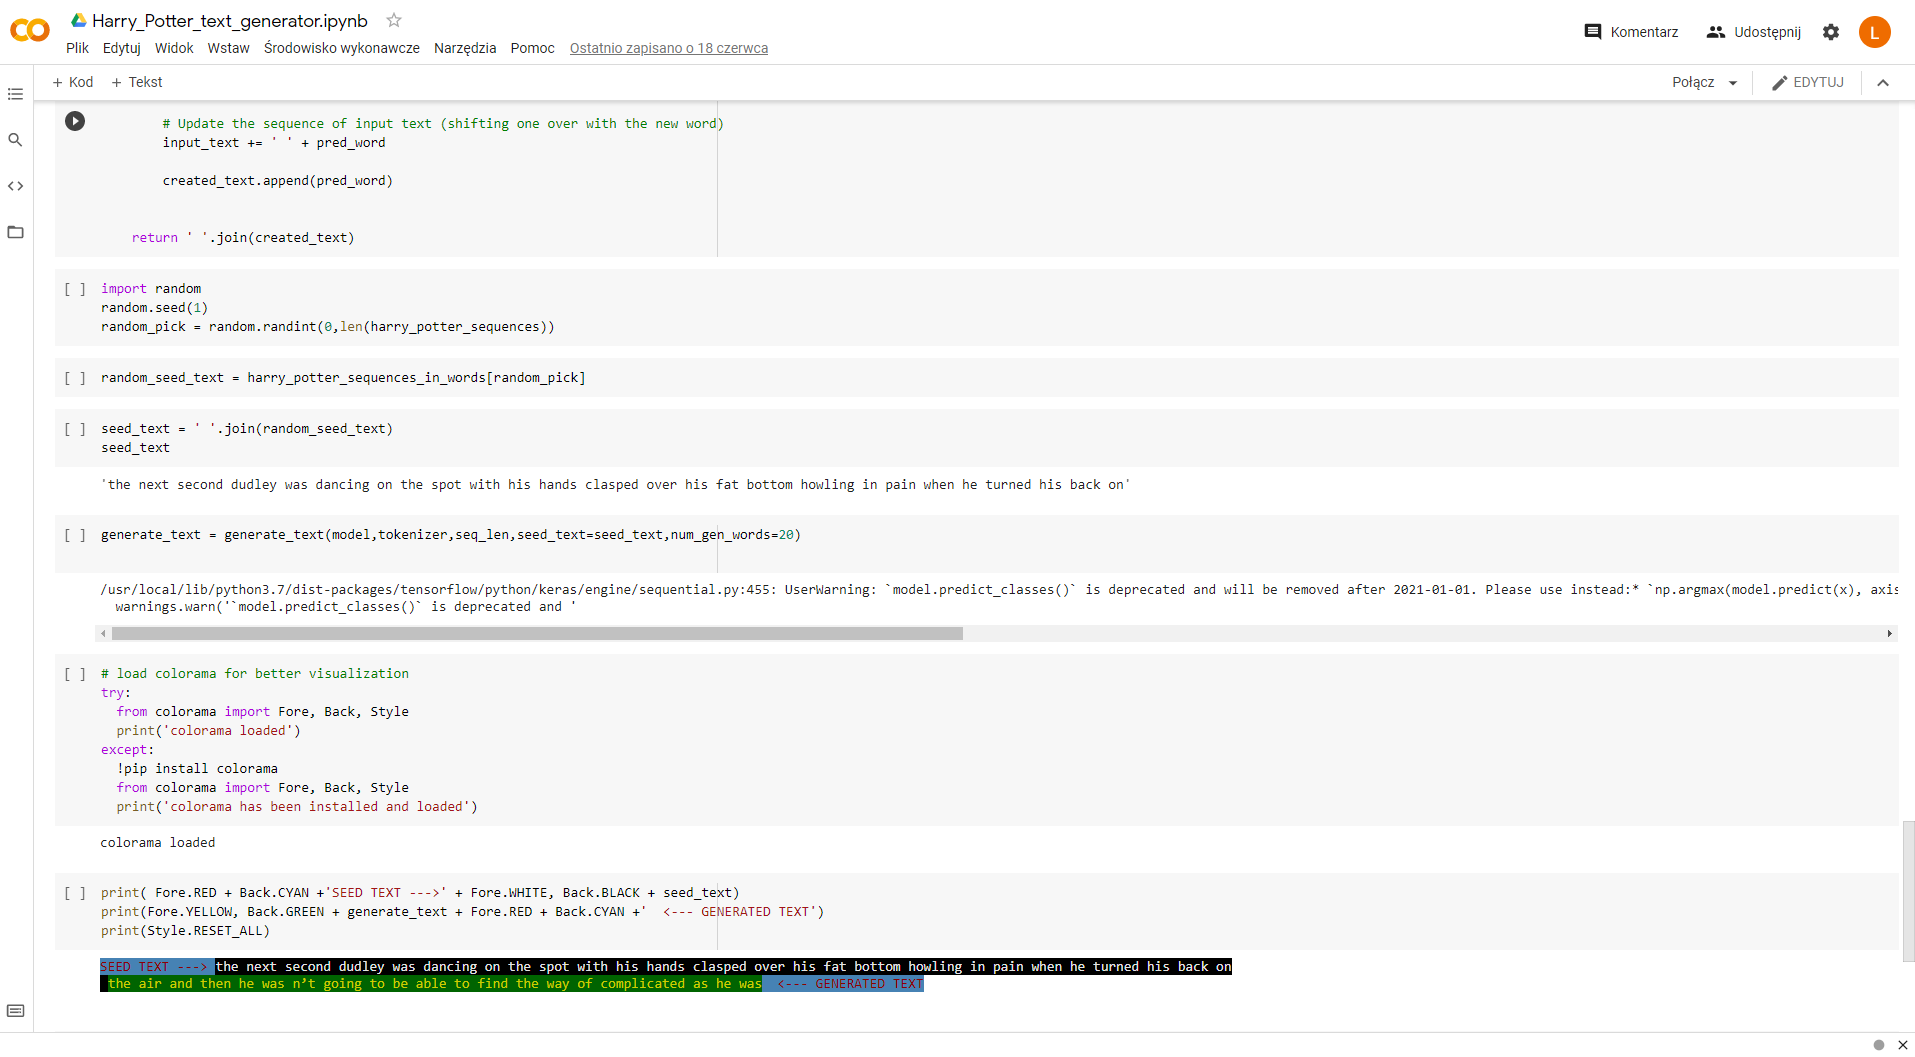 Harry_Potter_text_generator.ipynb
Plik Edytuj Widok Wstaw Środowisko wykonawcze Narzędzia Pomoc Ostatnio zapisano o 18 czerwca
Komentarz Udostępnij L
+ Kod + Tekst
Połącz EDYTUJ
# Update the sequence of input text (shifting one over with the new word)
input_text += ' ' + pred_word
created_text.append(pred_word)
return ' '.join(created_text)
[ ] import random
random.seed(1)
random_pick = random.randint(0,len(harry_potter_sequences))
[ ] random_seed_text = harry_potter_sequences_in_words[random_pick]
[ ] seed_text = ' '.join(random_seed_text)
seed_text
'the next second dudley was dancing on the spot with his hands clasped over his fat bottom howling in pain when he turned his back on'
[ ] generate_text = generate_text(model,tokenizer,seq_len,seed_text=seed_text,num_gen_words=20)
/usr/local/lib/python3.7/dist-packages/tensorflow/python/keras/engine/sequential.py:455: UserWarning: `model.predict_classes()` is deprecated and will be removed after 2021-01-01. Please use instead:* `np.argmax(model.predict(x), axis
warnings.warn('`model.predict_classes()` is deprecated and '
[ ] # load colorama for better visualization
try:
from colorama import Fore, Back, Style
print('colorama loaded')
except:
!pip install colorama
from colorama import Fore, Back, Style
print('colorama has been installed and loaded')
colorama loaded
[ ] print( Fore.RED + Back.CYAN +'SEED TEXT --->' + Fore.WHITE, Back.BLACK + seed_text)
print(Fore.YELLOW, Back.GREEN + generate_text + Fore.RED + Back.CYAN +'  <--- GENERATED TEXT')
print(Style.RESET_ALL)
SEED TEXT ---> the next second dudley was dancing on the spot with his hands clasped over his fat bottom howling in pain when he turned his back on
the air and then he was n’t going to be able to find the way of complicated as he was  <--- GENERATED TEXT